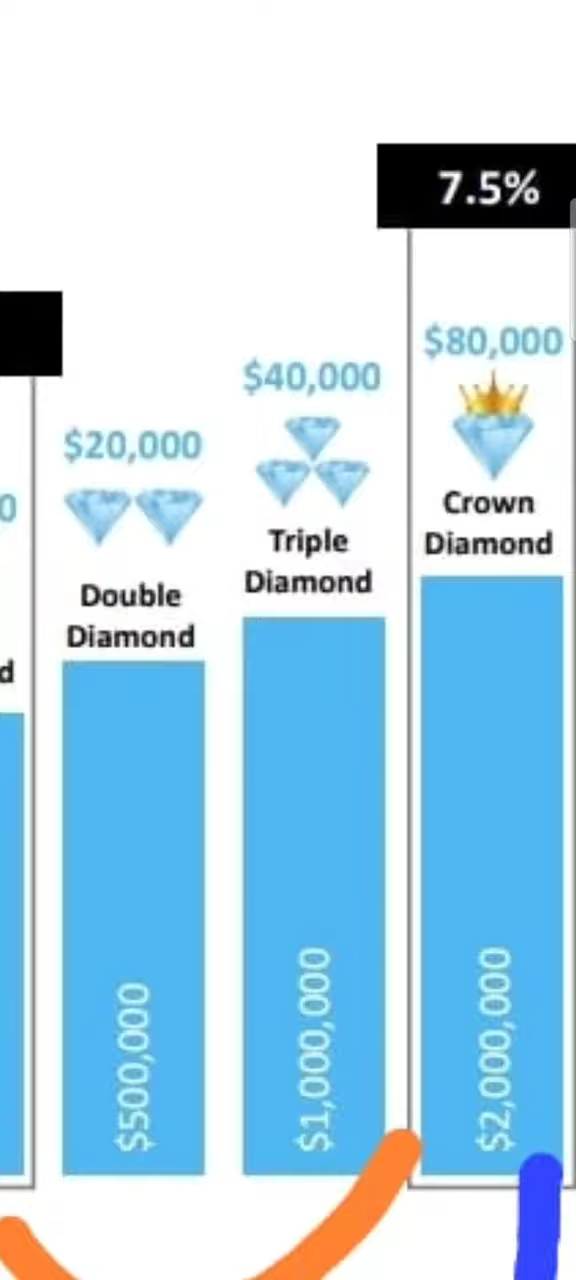 7.5%
$80,000
$40,000
$20,000
0
Crown
Diamond
Triple
Diamond
Double
Diamond
d
$500,000
$1,000,000
$2,000,000